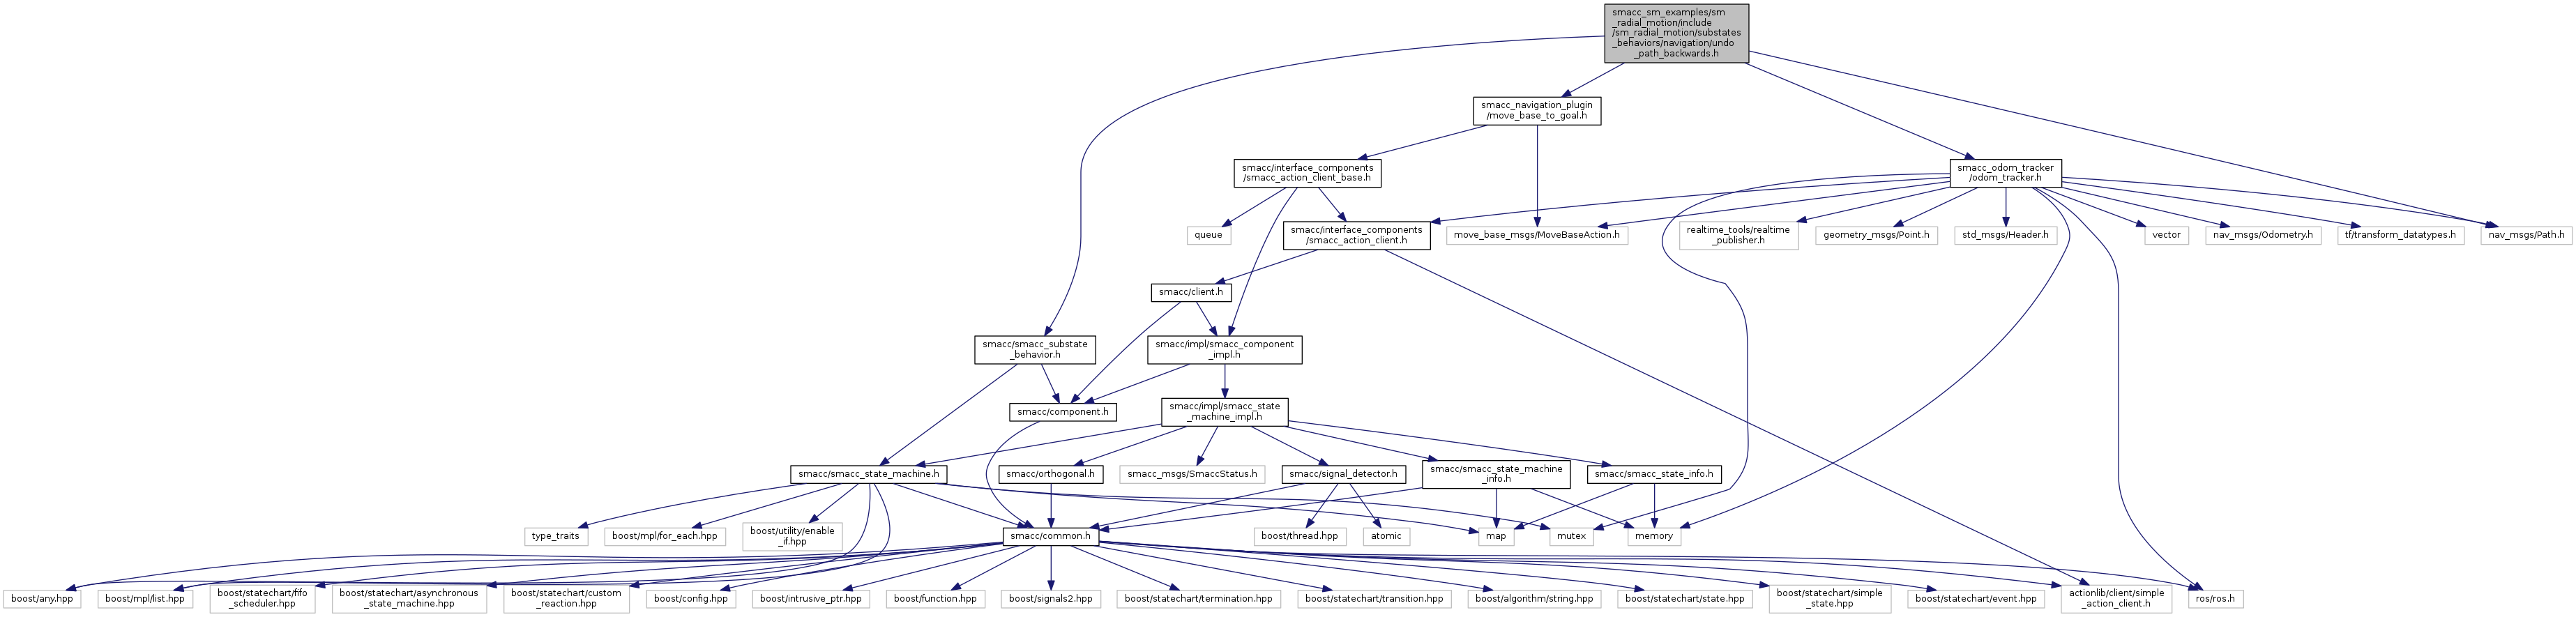 smacc_sm_examples/sm
_radial_motion/include
/sm_radial_motion/substates
_behaviors/navigation/undo
_path_backwards.h
smacc_navigation_plugin
/move_base_to_goal.h
smacc/interface_components
/smacc_action_client_base.h
smacc_odom_tracker
/odom_tracker.h
queue
smacc/interface_components
/smacc_action_client.h
move_base_msgs/MoveBaseAction.h
realtime_tools/realtime
_publisher.h
geometry_msgs/Point.h
std_msgs/Header.h
vector
nav_msgs/Odometry.h
tf/transform_datatypes.h
nav_msgs/Path.h
smacc/client.h
smacc/smacc_substate
_behavior.h
smacc/impl/smacc_component
_impl.h
smacc/component.h
smacc/impl/smacc_state
_machine_impl.h
smacc/smacc_state_machine.h
smacc/orthogonal.h
smacc_msgs/SmaccStatus.h
smacc/signal_detector.h
smacc/smacc_state_machine
_info.h
smacc/smacc_state_info.h
type_traits
boost/mpl/for_each.hpp
boost/utility/enable
_if.hpp
smacc/common.h
boost/thread.hpp
atomic
map
mutex
memory
boost/any.hpp
boost/mpl/list.hpp
boost/statechart/fifo
_scheduler.hpp
boost/statechart/asynchronous
_state_machine.hpp
boost/statechart/custom
_reaction.hpp
boost/config.hpp
boost/intrusive_ptr.hpp
boost/function.hpp
boost/signals2.hpp
boost/statechart/termination.hpp
boost/statechart/transition.hpp
boost/algorithm/string.hpp
boost/statechart/state.hpp
boost/statechart/simple
_state.hpp
boost/statechart/event.hpp
actionlib/client/simple
_action_client.h
ros/ros.h